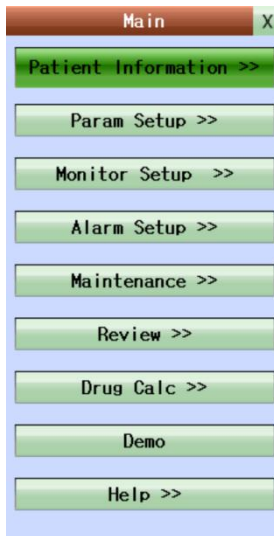 Main X
Patient Information >>
Param Setup >>
Monitor Setup >>
Alarm Setup >>
Maintenance >>
Review >>
Drug Calc >>
Demo
Help >>